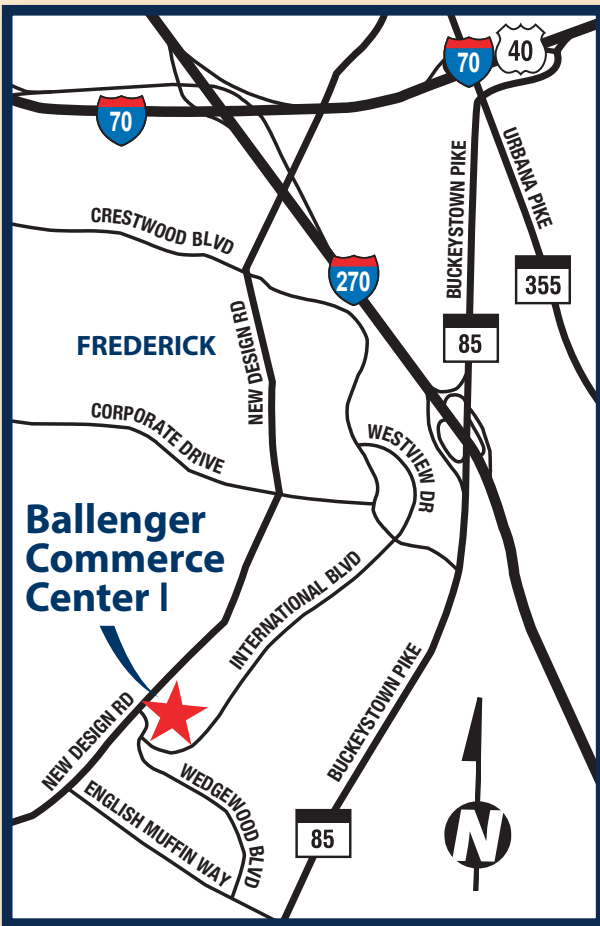 70
40
70
URBANA PIKE
BUCKEYSTOWN PIKE
CRESTWOOD BLVD
270
355
NEW DESIGN RD
85
FREDERICK
CORPORATE DRIVE
WESTVIEW DR
Ballenger
Commerce
Center I
INTERNATIONAL BLVD
BUCKEYSTOWN PIKE
NEW DESIGN RD
WEDGEWOOD BLVD
ENGLISH MUFFIN WAY
85
N